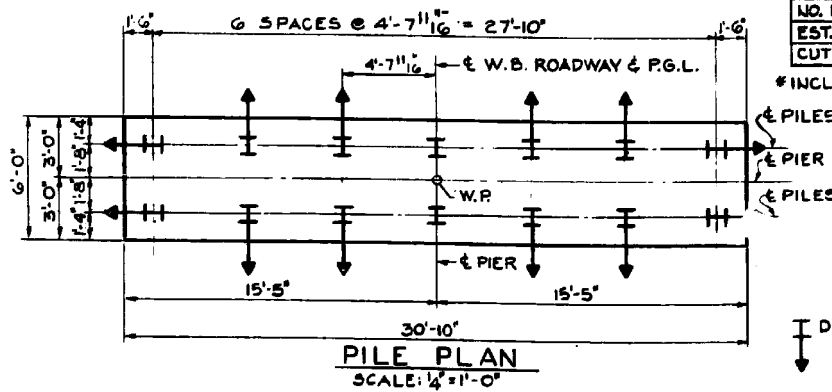 1'-6"
6 SPACES @ 4'-7 11/16" = 27'-10"
1'-6"
4'-7 11/16"
℄ W.B. ROADWAY & P.G.L.
NO.
EST.
CUT
* INCL
℄ PILES
℄ PIER
℄ PILES
6'-0"
3'-0"
3'-0"
1'-4"
1'-8"
1'-8"
1'-4"
W.P.
℄ PIER
15'-5"
15'-5"
30'-10"
PILE PLAN
SCALE: 1/4" = 1'-0"
D